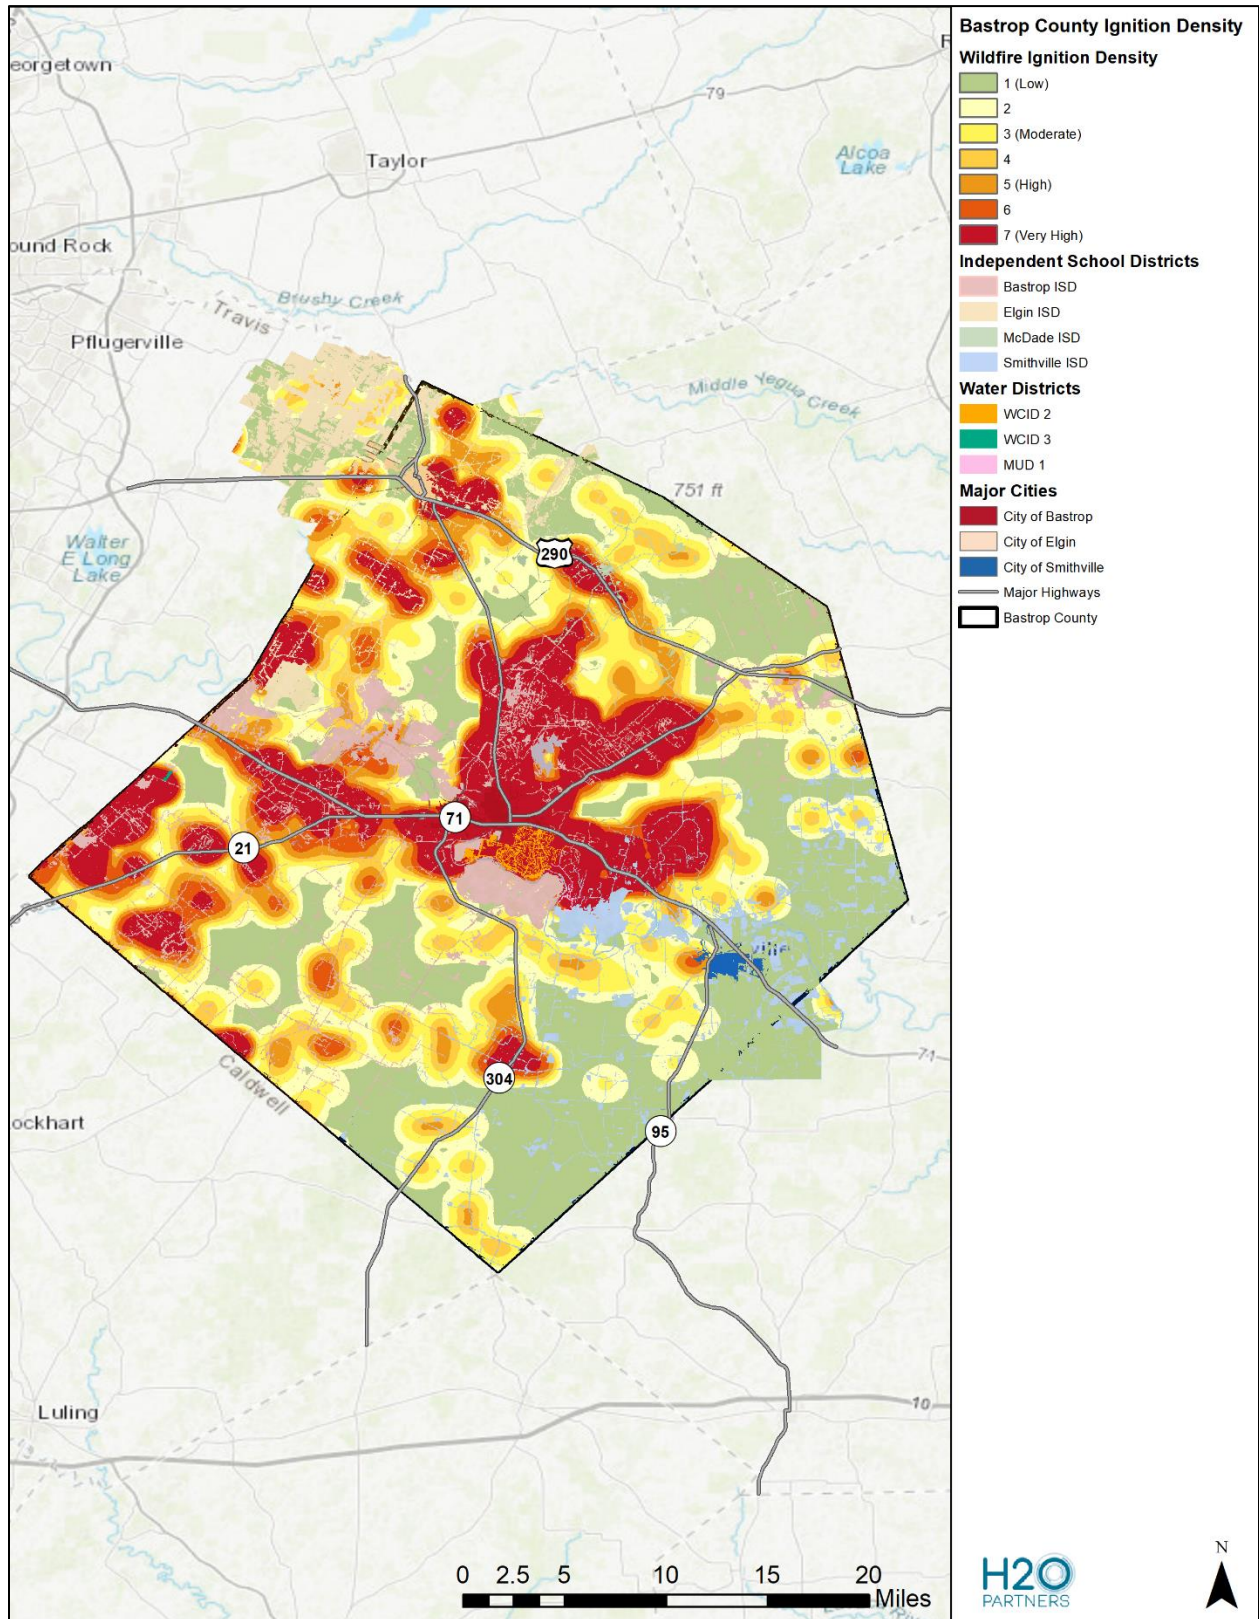 Bastrop County Ignition Density
Wildfire Ignition Density
1 (Low)
2
3 (Moderate)
4
5 (High)
6
7 (Very High)
Independent School Districts
Bastrop ISD
Elgin ISD
McDade ISD
Smithville ISD
Water Districts
WCID 2
WCID 3
MUD 1
Major Cities
City of Bastrop
City of Elgin
City of Smithville
Major Highways
Bastrop County
eorgetown
R
79
Taylor
Alcoa
Lake
ound Rock
Brushy Creek
Travis
Pflugerville
Middle Yegua Creek
751 ft
Walter
E Long
Lake
290
71
21
71
304
Caldwell
ockhart
95
Luling
10
0 2.5 5 10 15 20
Miles
H2O
PARTNERS
N